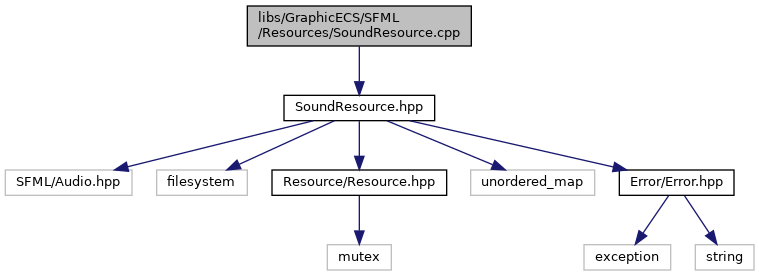 libs/GraphicECS/SFML
/Resources/SoundResource.cpp
SoundResource.hpp
SFML/Audio.hpp
filesystem
Resource/Resource.hpp
unordered_map
Error/Error.hpp
mutex
exception
string